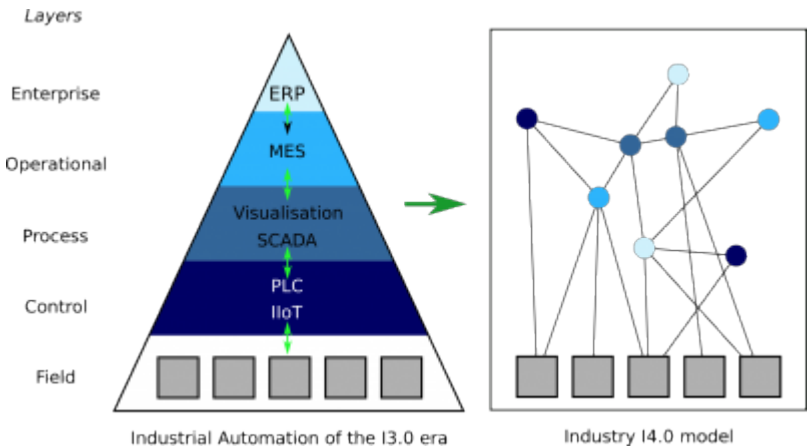 Layers
Enterprise
ERP
Operational
MES
Process
Visualisation
SCADA
Control
PLC
IIoT
Field
Industrial Automation of the I3.0 era
Industry I4.0 model